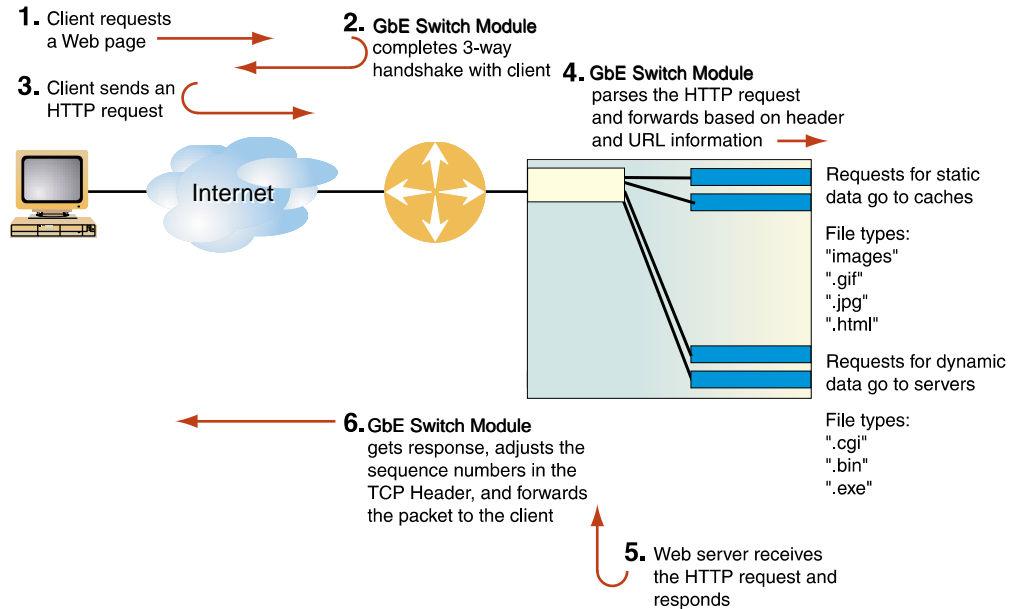 1. Client requests
a Web page
2. GbE Switch Module
completes 3-way
handshake with client
3. Client sends an
HTTP request
4. GbE Switch Module
parses the HTTP request
and forwards based on header
and URL information
Internet
Requests for static
data go to caches
File types:
"images"
".gif"
".jpg"
".html"
Requests for dynamic
data go to servers
File types:
".cgi"
".bin"
".exe"
5. Web server receives
the HTTP request and
responds
6. GbE Switch Module
gets response, adjusts the
sequence numbers in the
TCP Header, and forwards
the packet to the client